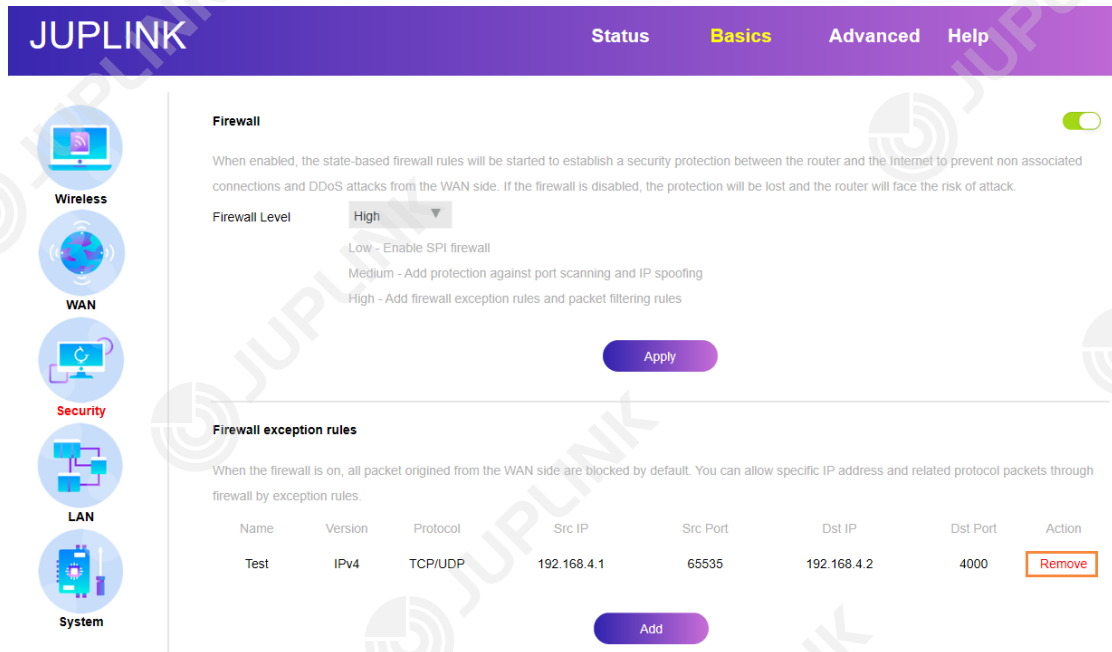 JUPLINK
Status Basics Advanced Help
Wireless
WAN
Security
LAN
System
Firewall
When enabled, the state-based firewall rules will be started to establish a security protection between the router and the Internet to prevent non associated
connections and DDoS attacks from the WAN side. If the firewall is disabled, the protection will be lost and the router will face the risk of attack.
Firewall Level High
Low - Enable SPI firewall
Medium - Add protection against port scanning and IP spoofing
High - Add firewall exception rules and packet filtering rules
Apply
Firewall exception rules
When the firewall is on, all packet origined from the WAN side are blocked by default. You can allow specific IP address and related protocol packets through
firewall by exception rules.
Name Version Protocol Src IP Src Port Dst IP Dst Port Action
Test IPv4 TCP/UDP 192.168.4.1 65535 192.168.4.2 4000 Remove
Add
JUPLINK
JUPLINK
JUPLINK
JUPLINK